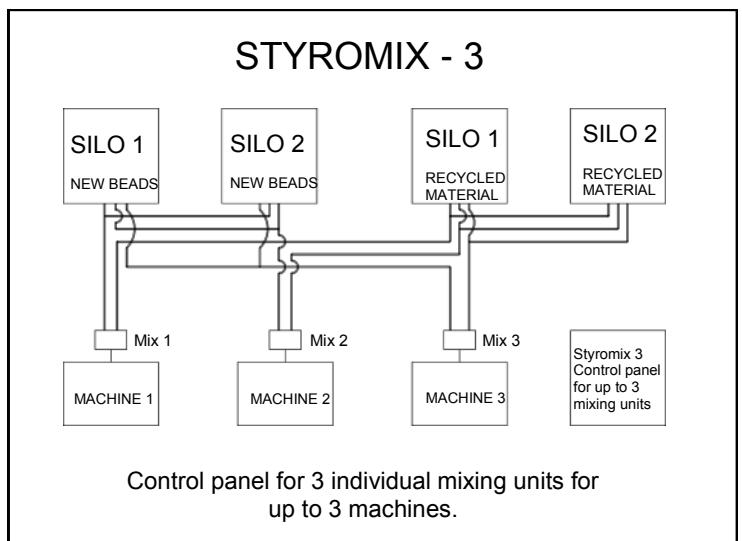 STYROMIX - 3
SILO 1
NEW BEADS
SILO 2
NEW BEADS
SILO 1
RECYCLED
MATERIAL
SILO 2
RECYCLED
MATERIAL
Mix 1
Mix 2
Mix 3
MACHINE 1
MACHINE 2
MACHINE 3
Styromix 3
Control panel
for up to 3
mixing units
Control panel for 3 individual mixing units for
up to 3 machines.